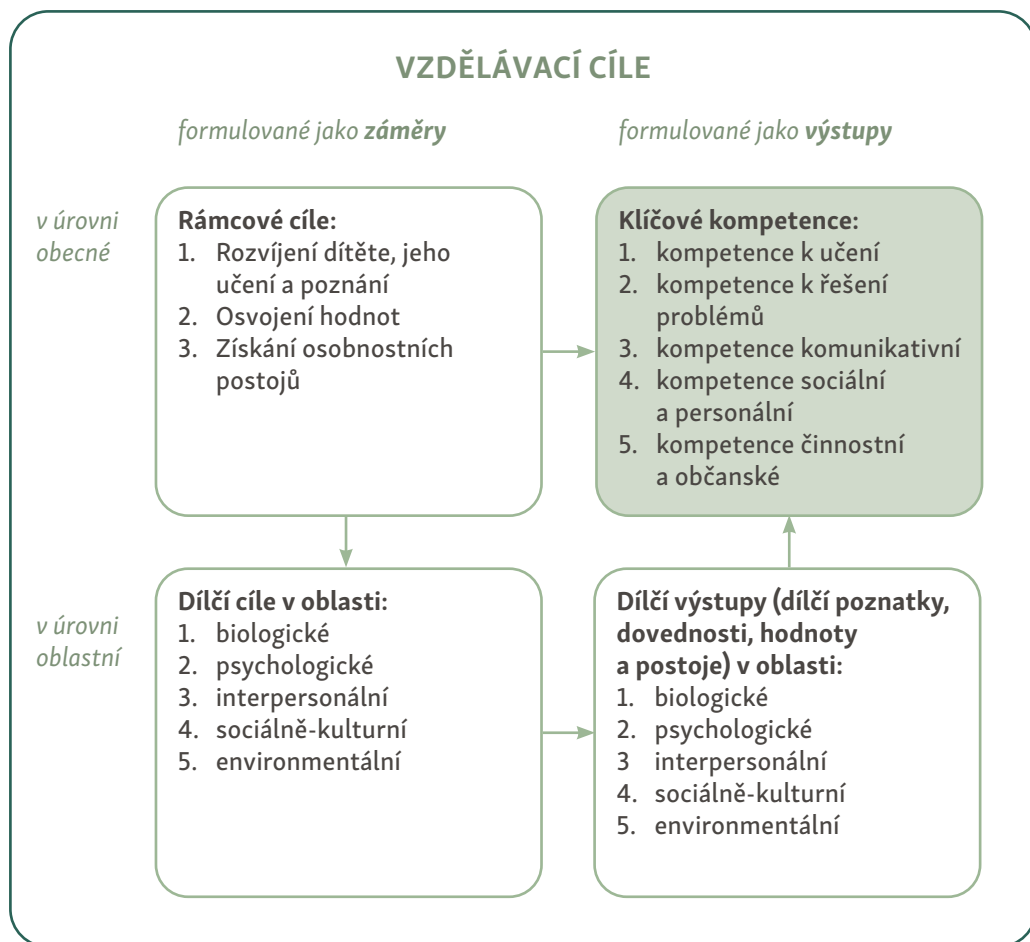 VZDĚLÁVACÍ CÍLE
formulované jako záměry
formulované jako výstupy
v úrovni
obecné
Rámcové cíle:
1. Rozvíjení dítěte, jeho
učení a poznání
2. Osvojení hodnot
3. Získání osobnostních
postojů
Klíčové kompetence:
1. kompetence k učení
2. kompetence k řešení
problémů
3. kompetence komunikativní
4. kompetence sociální
a personální
5. kompetence činnostní
a občanské
v úrovni
oblastní
Dílčí cíle v oblasti:
1. biologické
2. psychologické
3. interpersonální
4. sociálně-kulturní
5. environmentální
Dílčí výstupy (dílčí poznatky,
dovednosti, hodnoty
a postoje) v oblasti:
1. biologické
2. psychologické
3 interpersonální
4. sociálně-kulturní
5. environmentální